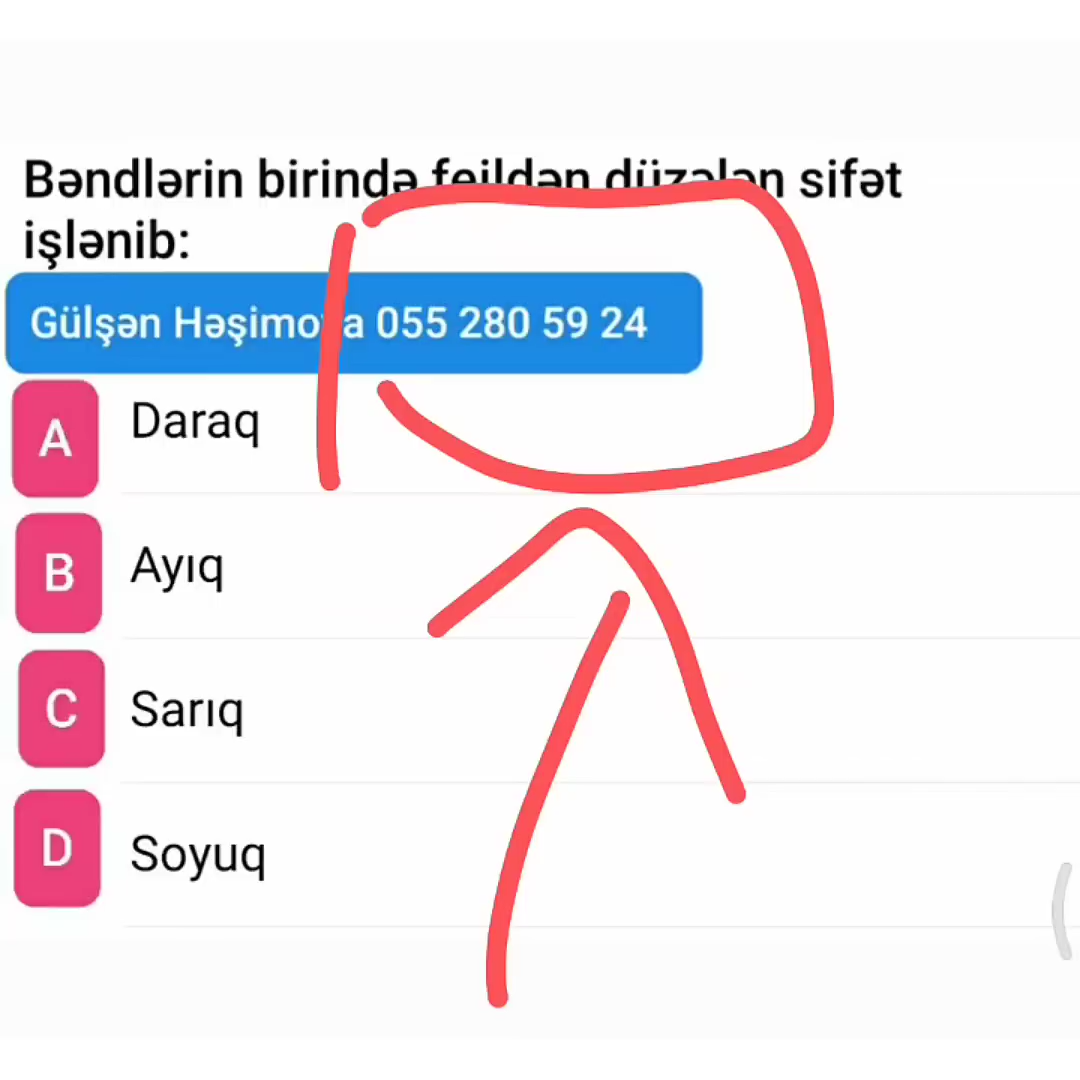 Bəndlərin birində feildən düzələn sifət
işlənib:
Gülşən Həşimova 055 280 59 24
A Daraq
B Ayıq
C Sarıq
D Soyuq